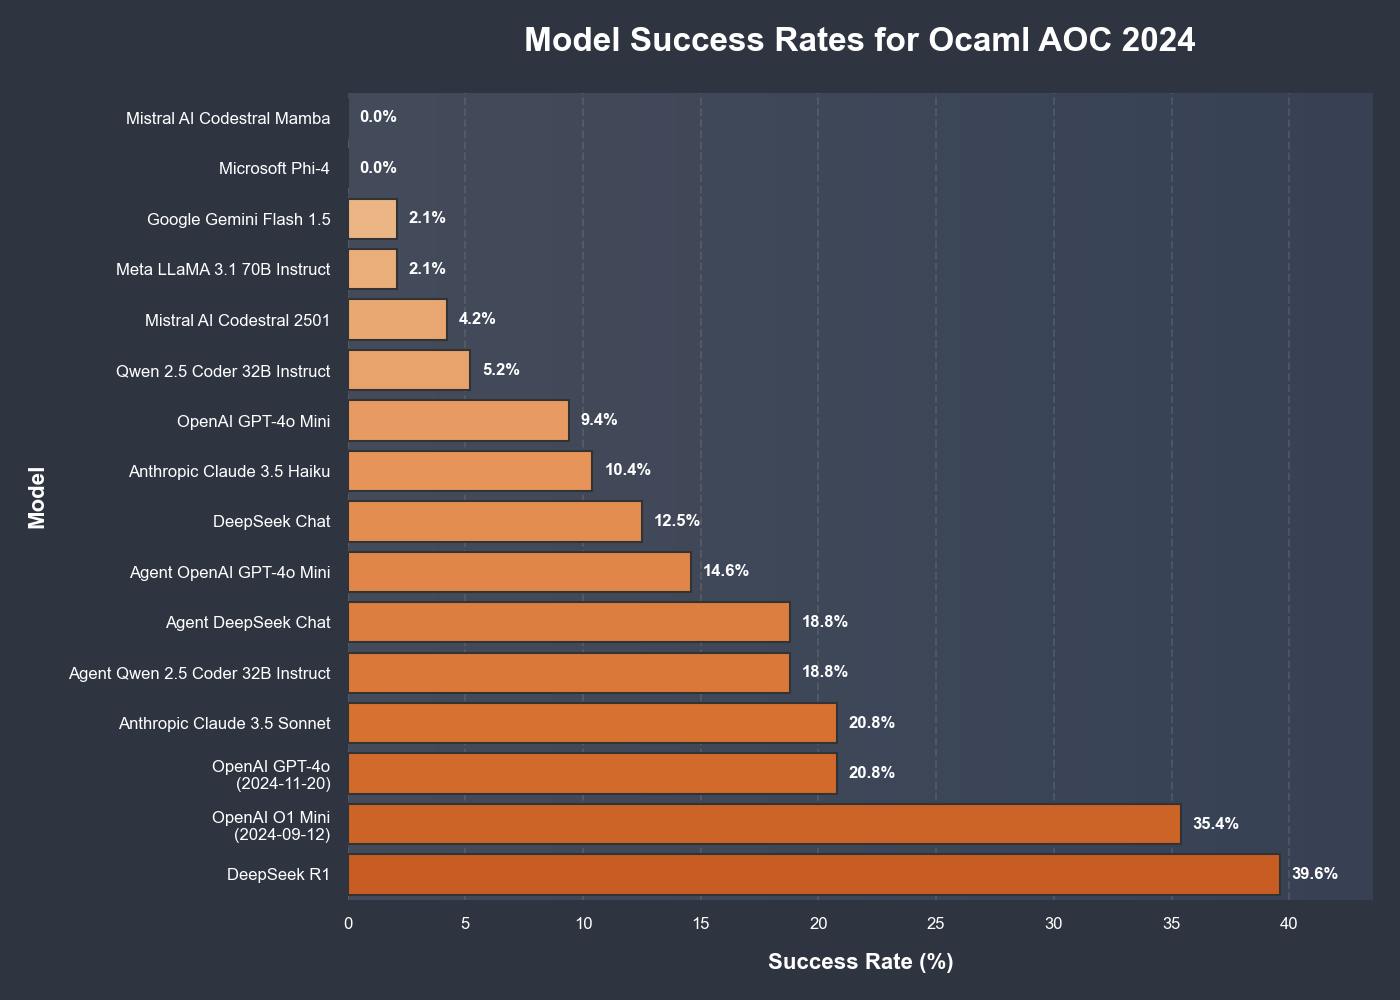 Model Success Rates for Ocaml AOC 2024
Model
Mistral AI Codestral Mamba 0.0%
Microsoft Phi-4 0.0%
Google Gemini Flash 1.5 2.1%
Meta LLaMA 3.1 70B Instruct 2.1%
Mistral AI Codestral 2501 4.2%
Qwen 2.5 Coder 32B Instruct 5.2%
OpenAI GPT-4o Mini 9.4%
Anthropic Claude 3.5 Haiku 10.4%
DeepSeek Chat 12.5%
Agent OpenAI GPT-4o Mini 14.6%
Agent DeepSeek Chat 18.8%
Agent Qwen 2.5 Coder 32B Instruct 18.8%
Anthropic Claude 3.5 Sonnet 20.8%
OpenAI GPT-4o
(2024-11-20) 20.8%
OpenAI O1 Mini
(2024-09-12) 35.4%
DeepSeek R1 39.6%
0 5 10 15 20 25 30 35 40
Success Rate (%)